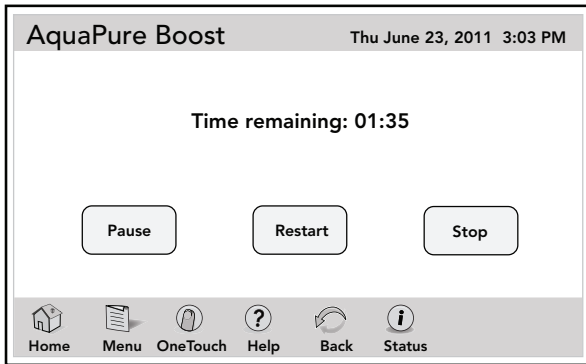 AquaPure Boost Thu June 23, 2011 3:03 PM
Time remaining: 01:35
Pause Restart Stop
Home Menu OneTouch Help Back Status